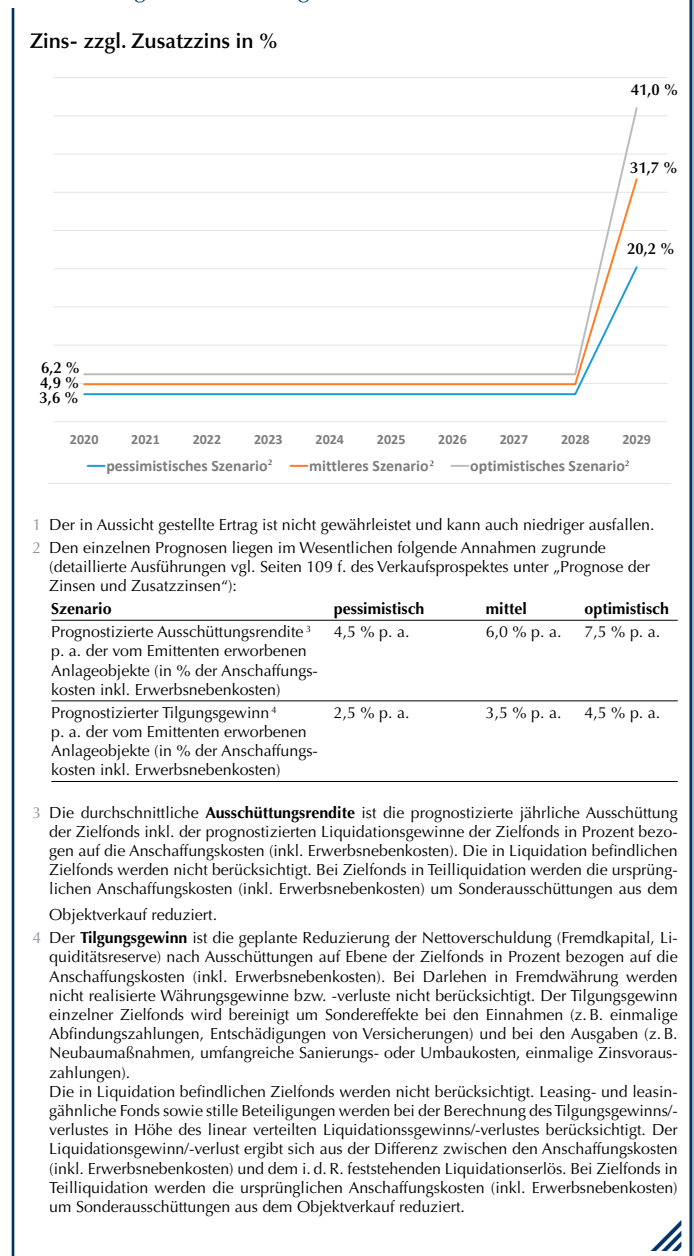 Zins- zzgl. Zusatzzins in %
41,0 %
31,7 %
20,2 %
6,2 %
4,9 %
3,6 %
2020 2021 2022 2023 2024 2025 2026 2027 2028 2029
pessimistisches Szenario² mittleres Szenario² optimistisches Szenario²
1 Der in Aussicht gestellte Ertrag ist nicht gewährleistet und kann auch niedriger ausfallen.
2 Den einzelnen Prognosen liegen im Wesentlichen folgende Annahmen zugrunde
(detaillierte Ausführungen vgl. Seiten 109 f. des Verkaufsprospektes unter „Prognose der
Zinsen und Zusatzzinsen“):
Szenario pessimistisch mittel optimistisch
Prognostizierte Ausschüttungsrendite ³ 4,5 % p. a. 6,0 % p. a. 7,5 % p. a.
p. a. der vom Emittenten erworbenen
Anlageobjekte (in % der Anschaffungs-
kosten inkl. Erwerbsnebenkosten)
Prognostizierter Tilgungsgewinn ⁴ 2,5 % p. a. 3,5 % p. a. 4,5 % p. a.
p. a. der vom Emittenten erworbenen
Anlageobjekte (in % der Anschaffungs-
kosten inkl. Erwerbsnebenkosten)
3 Die durchschnittliche Ausschüttungsrendite ist die prognostizierte jährliche Ausschüttung
der Zielfonds inkl. der prognostizierten Liquidationsgewinne der Zielfonds in Prozent bezo-
gen auf die Anschaffungskosten (inkl. Erwerbsnebenkosten). Die in Liquidation befindlichen
Zielfonds werden nicht berücksichtigt. Bei Zielfonds in Teilliquidation werden die ursprüng-
lichen Anschaffungskosten (inkl. Erwerbsnebenkosten) um Sonderausschüttungen aus dem
Objektverkauf reduziert.
4 Der Tilgungsgewinn ist die geplante Reduzierung der Nettoverschuldung (Fremdkapital, Li-
quiditätsreserve) nach Ausschüttungen auf Ebene der Zielfonds in Prozent bezogen auf die
Anschaffungskosten (inkl. Erwerbsnebenkosten). Bei Darlehen in Fremdwährung werden
nicht realisierte Währungsgewinne bzw. -verluste nicht berücksichtigt. Der Tilgungsgewinn
einzelner Zielfonds wird bereinigt um Sondereffekte bei den Einnahmen (z. B. einmalige
Abfindungszahlungen, Entschädigungen von Versicherungen) und bei den Ausgaben (z. B.
Neubaumaßnahmen, umfangreiche Sanierungs- oder Umbaukosten, einmalige Zinsvoraus-
zahlungen).
Die in Liquidation befindlichen Zielfonds werden nicht berücksichtigt. Leasing- und leasin-
gähnliche Fonds sowie stille Beteiligungen werden bei der Berechnung des Tilgungsgewinns/-
verlustes in Höhe des linear verteilten Liquidationssgewinns/-verlustes berücksichtigt. Der
Liquidationsgewinn/-verlust ergibt sich aus der Differenz zwischen den Anschaffungskosten
(inkl. Erwerbsnebenkosten) und dem i. d. R. feststehenden Liquidationserlös. Bei Zielfonds in
Teilliquidation werden die ursprünglichen Anschaffungskosten (inkl. Erwerbsnebenkosten)
um Sonderausschüttungen aus dem Objektverkauf reduziert.